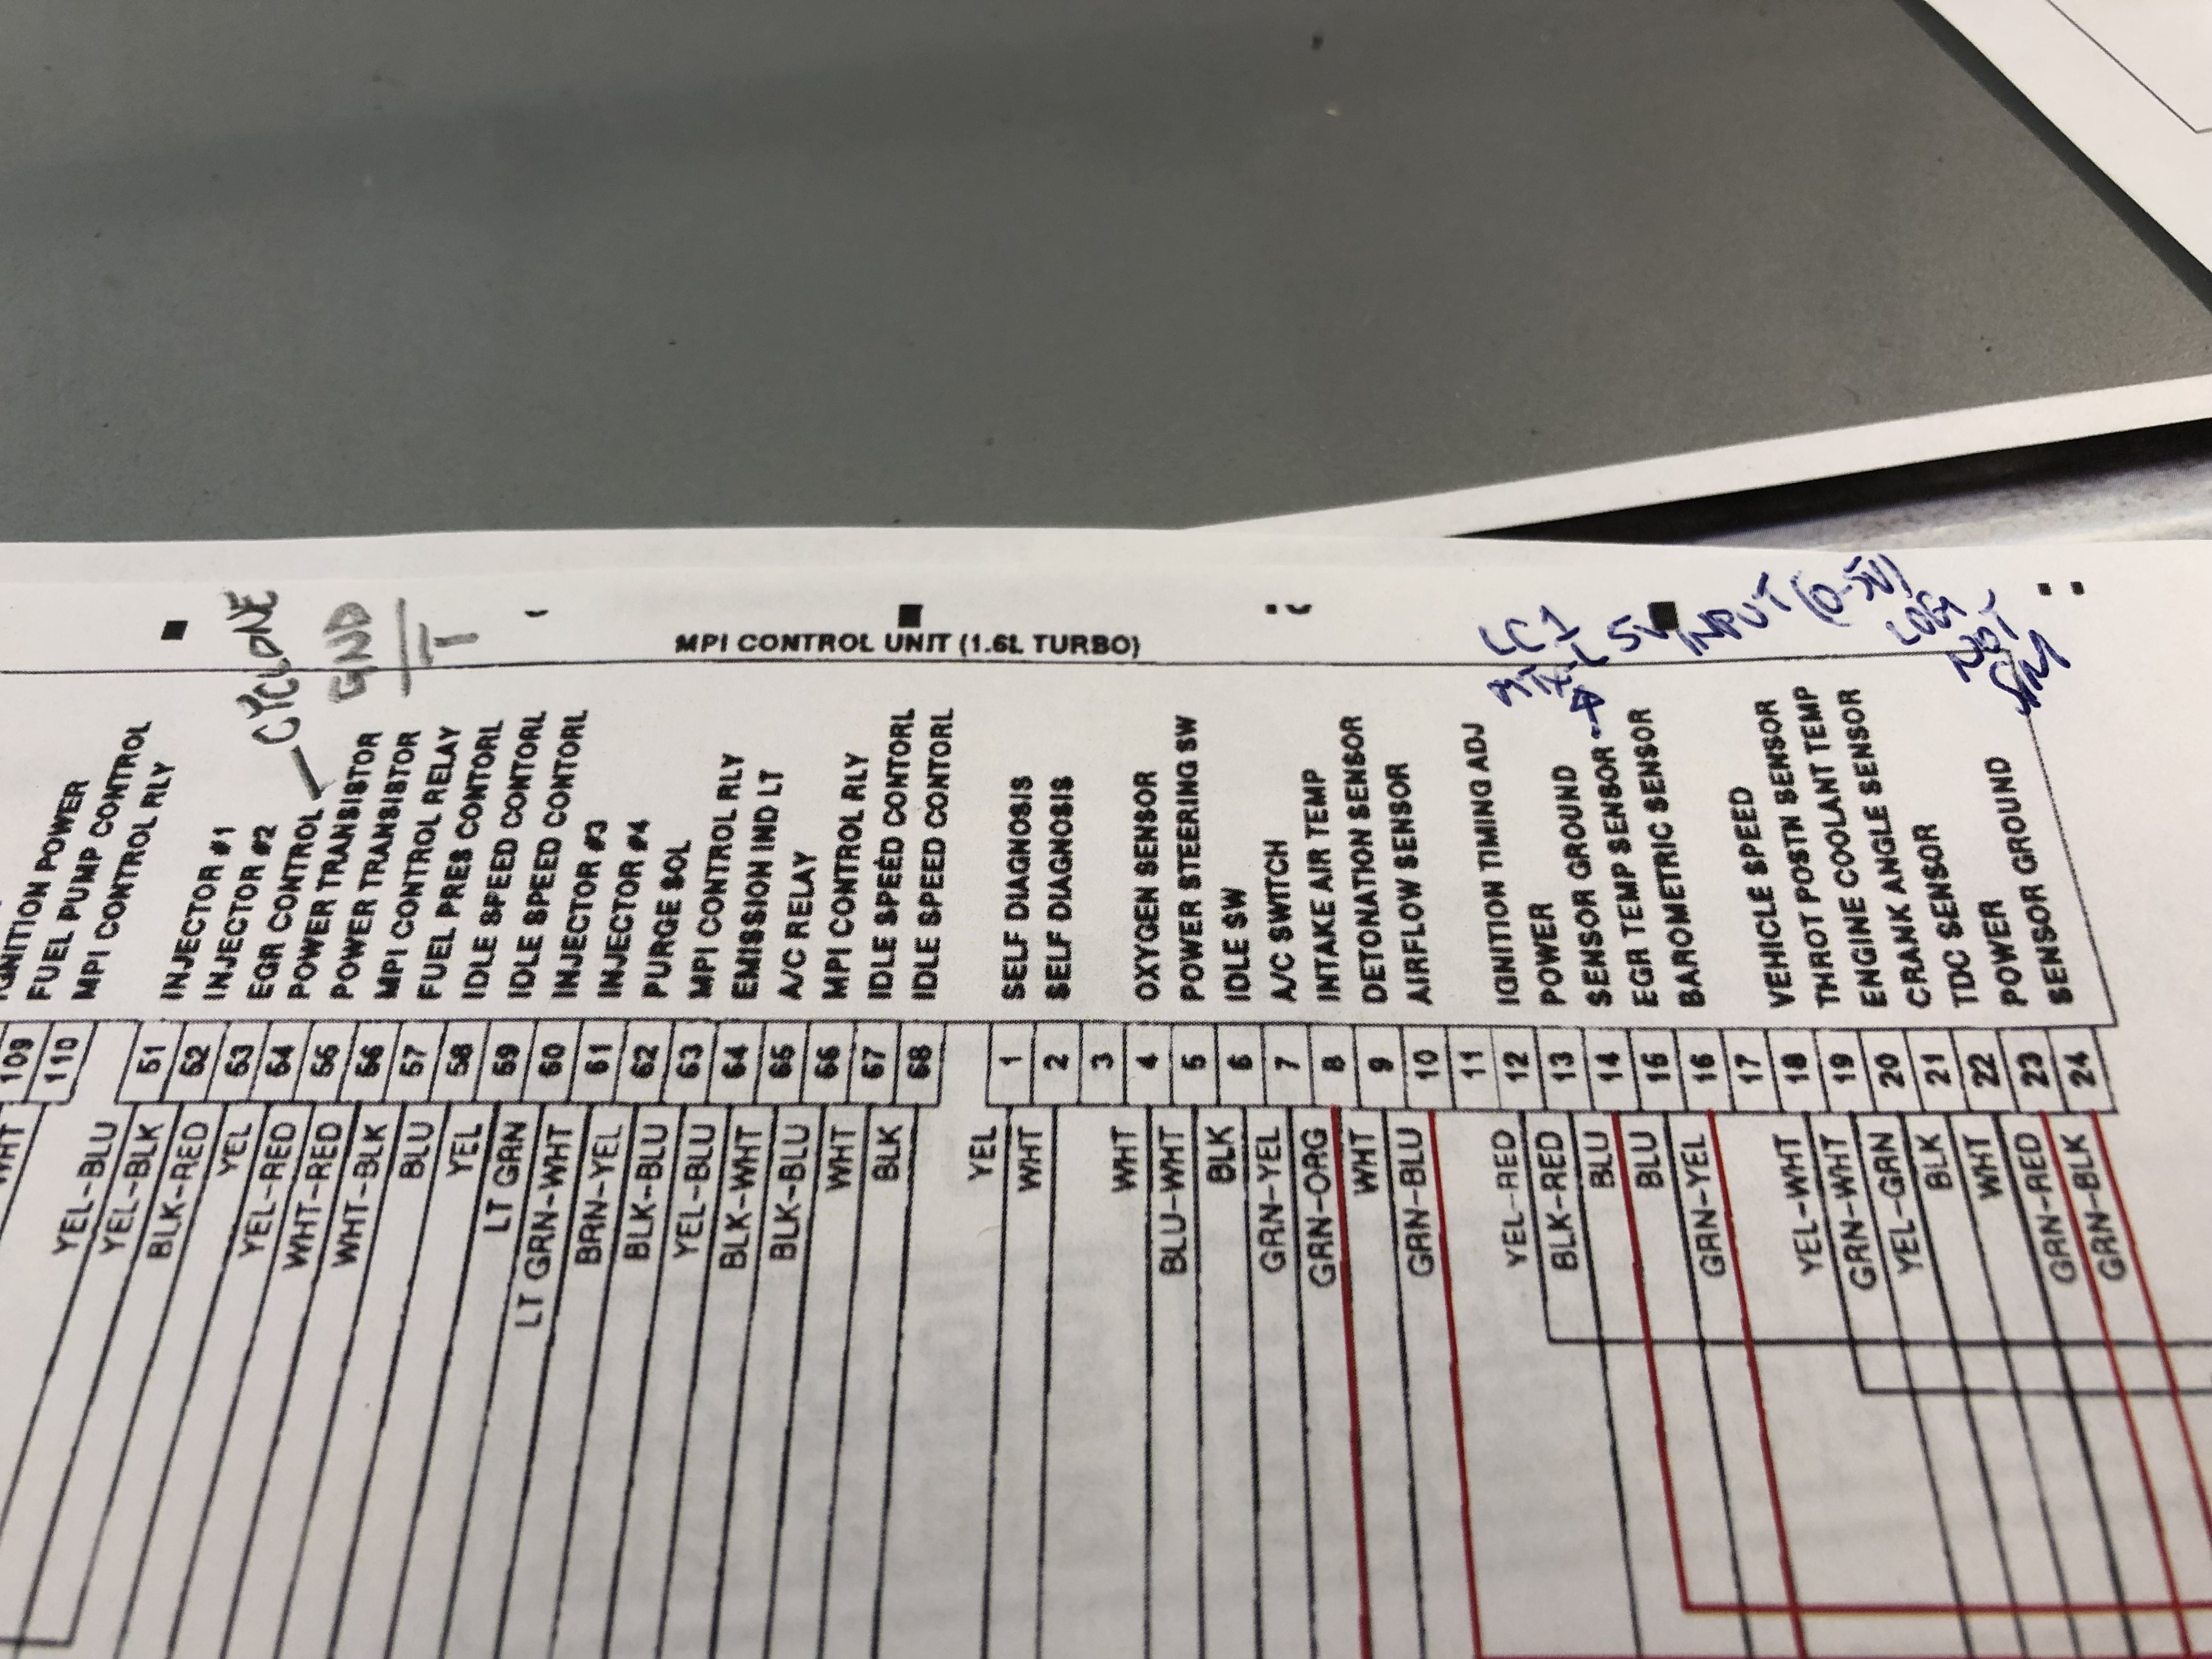 CYCLONE
GND
IT
MPI CONTROL UNIT (1.6L TURBO)
LC1
5V INPUT (0-5V)
LOG
NOT
SIM
IGNITION POWER
FUEL PUMP CONTROL
MPI CONTROL RLY
INJECTOR #1
INJECTOR #2
EGR CONTROL
POWER TRANSISTOR
POWER TRANSISTOR
MPI CONTROL RELAY
FUEL PRES CONTORL
IDLE SPEED CONTORL
IDLE SPEED CONTORL
INJECTOR #3
INJECTOR #4
PURGE SOL
MPI CONTROL RLY
EMISSION IND LT
A/C RELAY
MPI CONTROL RLY
IDLE SPEED CONTORL
IDLE SPEED CONTORL
SELF DIAGNOSIS
SELF DIAGNOSIS
OXYGEN SENSOR
POWER STEERING SW
IDLE SW
A/C SWITCH
INTAKE AIR TEMP
DETONATION SENSOR
AIRFLOW SENSOR
IGNITION TIMING ADJ
POWER
SENSOR GROUND
EGR TEMP SENSOR
BAROMETRIC SENSOR
VEHICLE SPEED
THROT POSTN SENSOR
ENGINE COOLANT TEMP
CRANK ANGLE SENSOR
TDC SENSOR
POWER
SENSOR GROUND
109 110 51 52 53 54 55 56 57 58 59 60 61 62 63 64 65 66 67 68 1 2 3 4 5 6 7 8 9 10 11 12 13 14 15 16 17 18 19 20 21 22 23 24
WHT
YEL-BLU
YEL-BLK
BLK-RED
YEL
YEL-RED
WHT-RED
WHT-BLK
BLU
YEL
LT GRN
LT GRN-WHT
BRN-YEL
BLK-BLU
YEL-BLU
BLK-WHT
BLK-BLU
WHT
BLK
YEL
WHT
WHT
BLU-WHT
BLK
GRN-YEL
GRN-ORG
WHT
GRN-BLU
YEL-RED
BLK-RED
BLU
BLU
GRN-YEL
YEL-WHT
GRN-WHT
YEL-GRN
BLK
WHT
GRN-RED
GRN-BLK